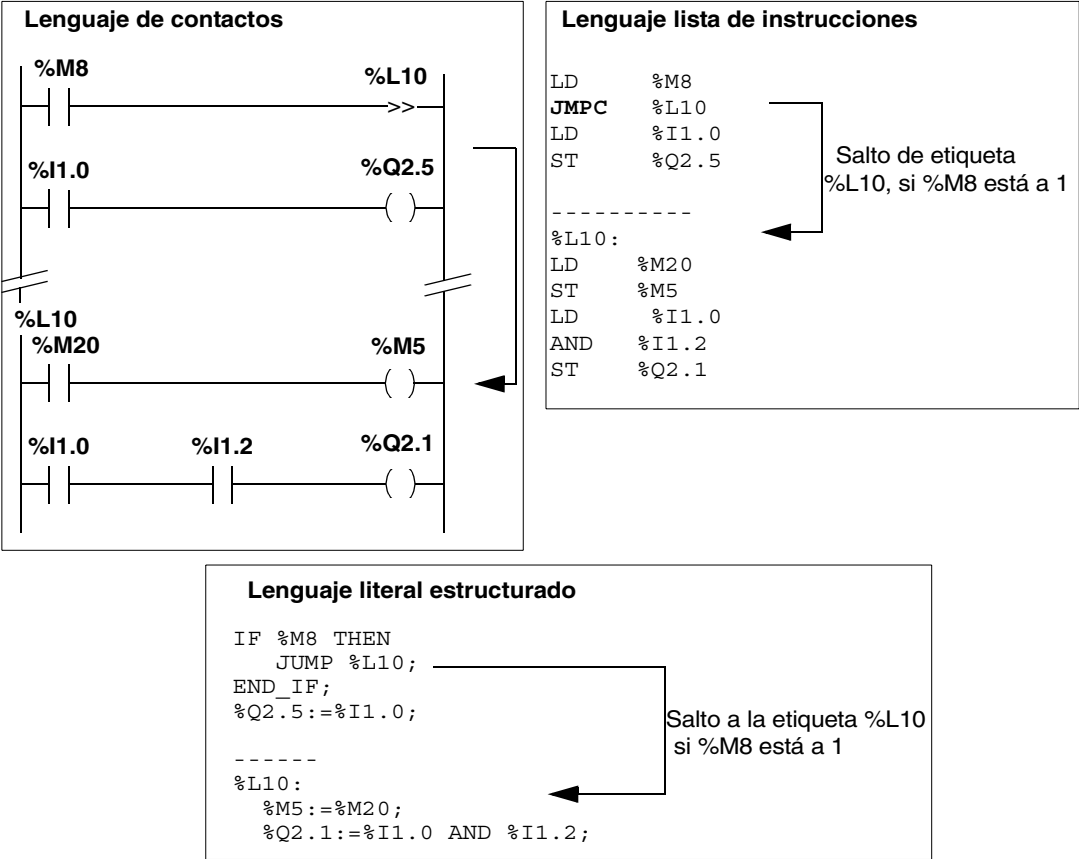 Lenguaje de contactos
%M8 %L10
>>
%I1.0 %Q2.5
( )
%L10
%M20 %M5
( )
%I1.0 %I1.2 %Q2.1
( )
Lenguaje lista de instrucciones
LD %M8
JMPC %L10
LD %I1.0
ST %Q2.5
----------
%L10:
LD %M20
ST %M5
LD %I1.0
AND %I1.2
ST %Q2.1
Salto de etiqueta
%L10, si %M8 está a 1
Lenguaje literal estructurado
IF %M8 THEN
JUMP %L10;
END_IF;
%Q2.5:=%I1.0;
------
%L10:
%M5:=%M20;
%Q2.1:=%I1.0 AND %I1.2;
Salto a la etiqueta %L10
si %M8 está a 1